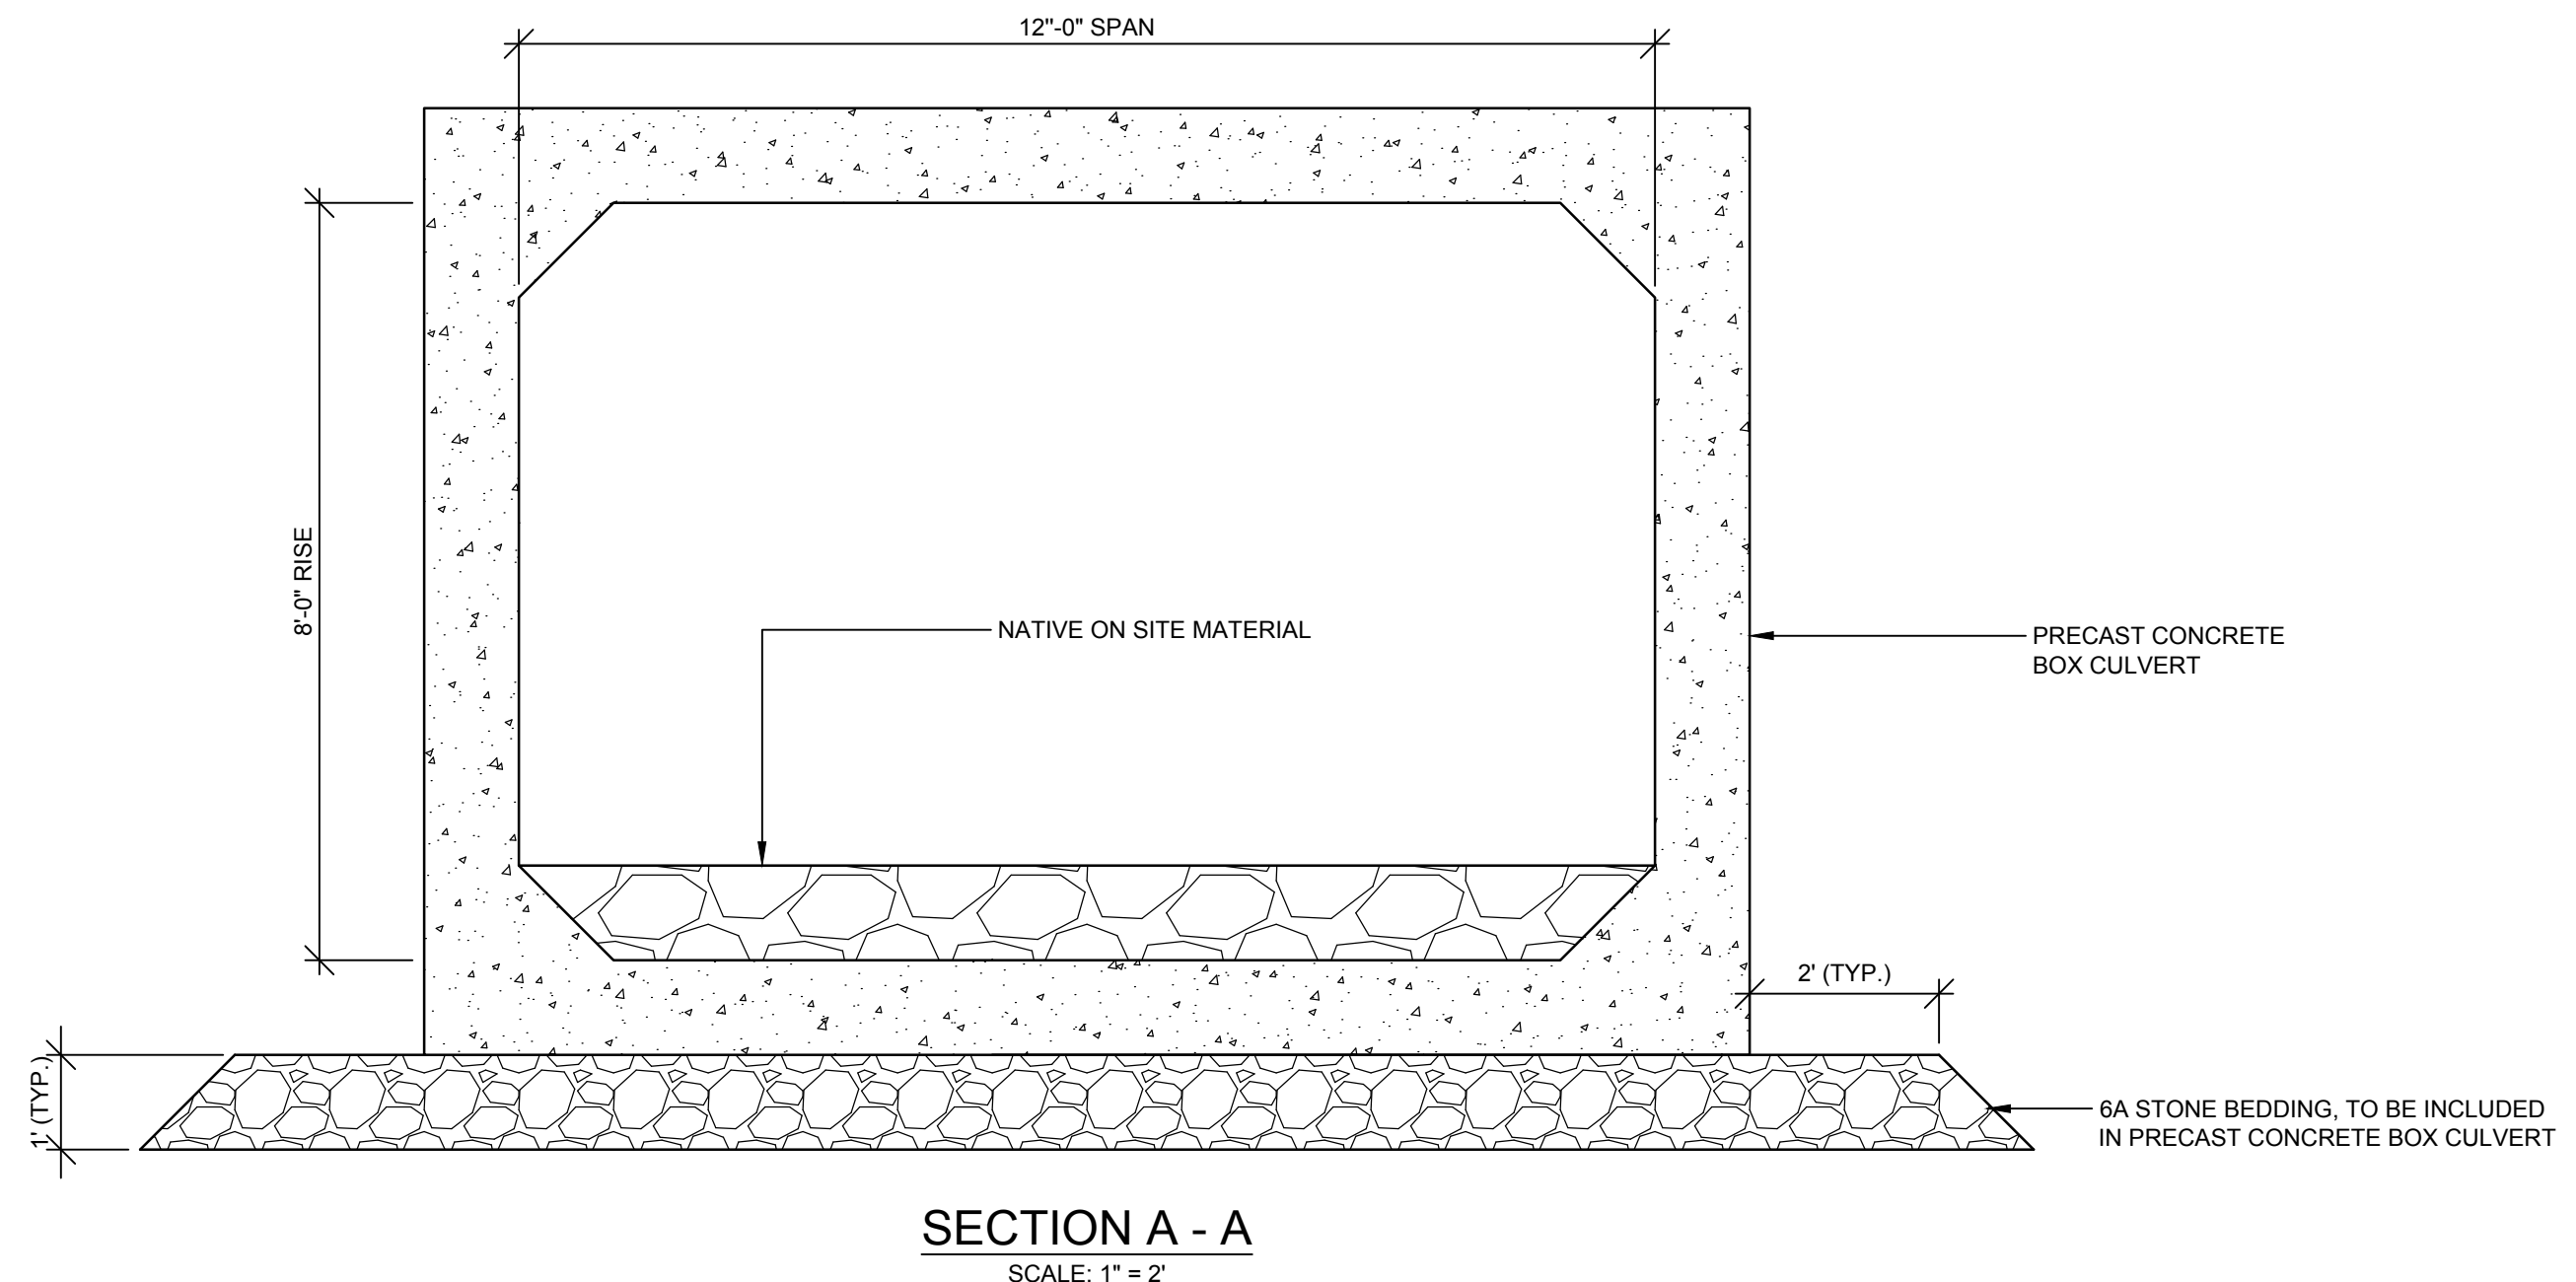 12"-0" SPAN
8'-0" RISE
NATIVE ON SITE MATERIAL
PRECAST CONCRETE
BOX CULVERT
2' (TYP.)
1' (TYP.)
6A STONE BEDDING, TO BE INCLUDED
IN PRECAST CONCRETE BOX CULVERT
SECTION A - A
SCALE: 1" = 2'